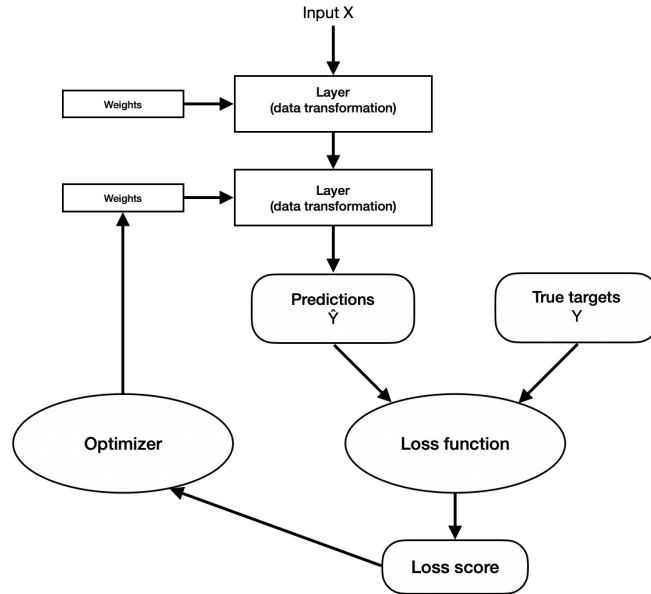 Input X
Layer
(data transformation)
Weights
Layer
(data transformation)
Weights
Predictions
Ŷ
True targets
Y
Optimizer
Loss function
Loss score